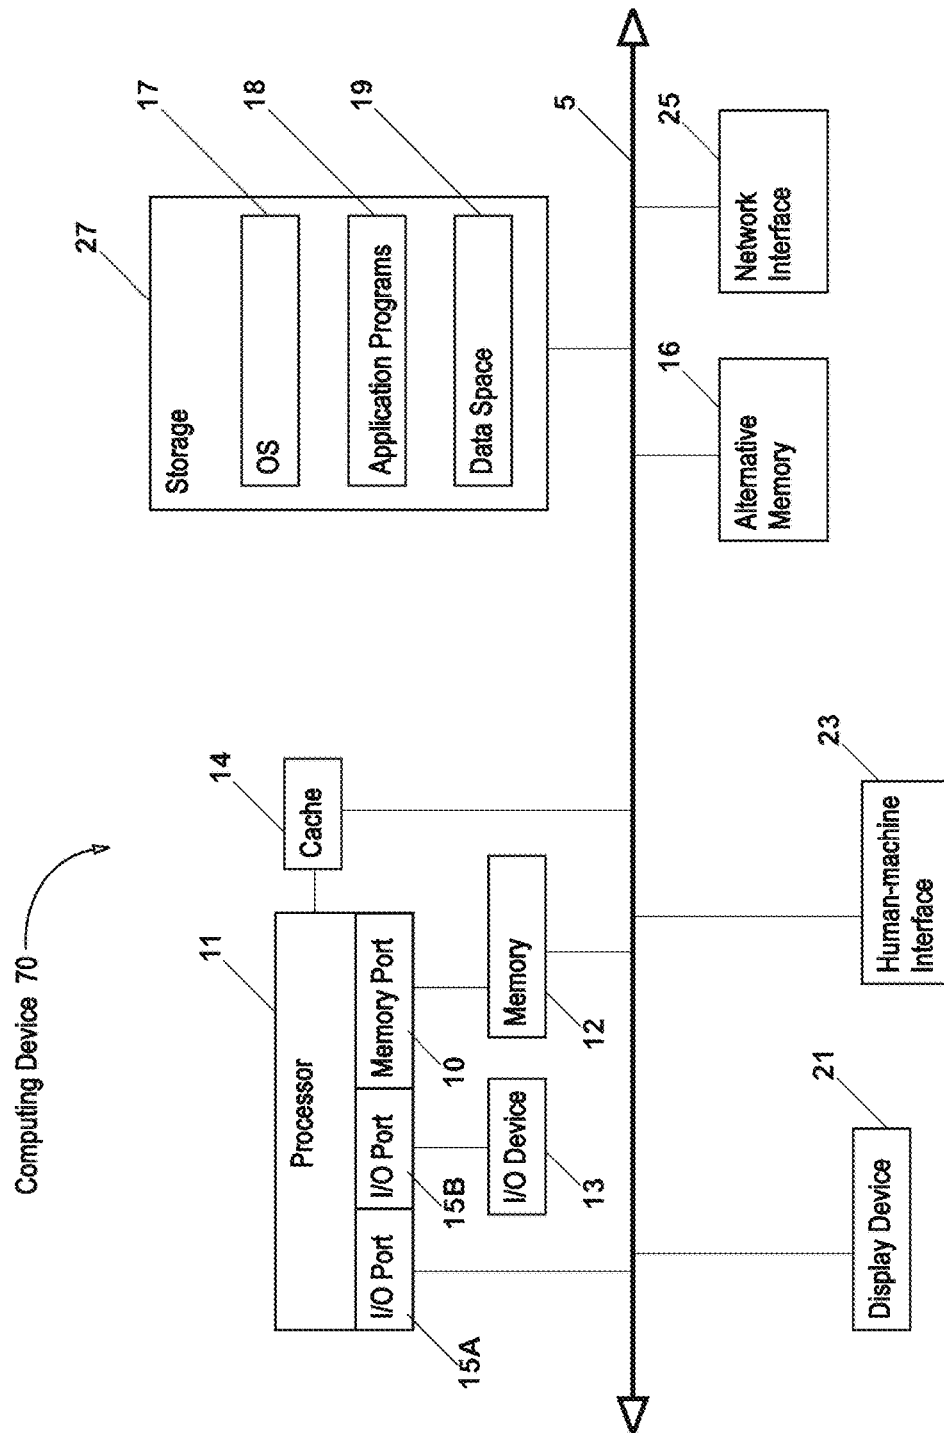 Computing Device 70
11
14
27
17
18
19
Processor
I/O Port
I/O Port
Memory Port
Cache
Storage
OS
Application Programs
Data Space
15A
15B
10
I/O Device
Memory
13
12
5
21
23
16
25
Display Device
Human-machine
Interface
Alternative
Memory
Network
Interface